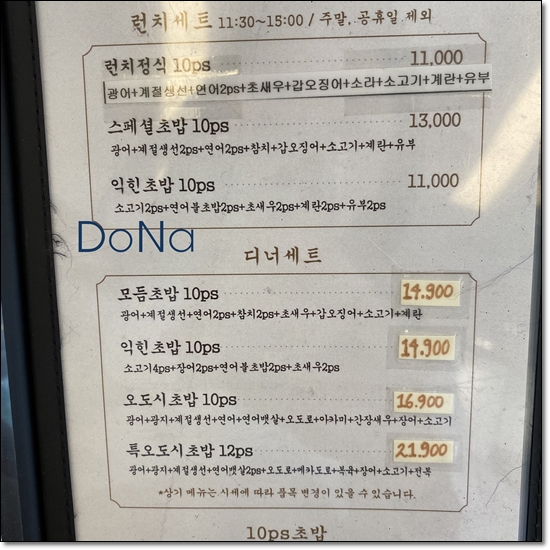 런치세트 11:30~15:00 / 주말, 공휴일 제외
런치정식 10ps 11,000
광어+계절생선+연어2ps+초새우+갑오징어+소라+소고기+계란+유부
스페셜초밥 10ps 13,000
광어+계절생선2ps+연어2ps+참치+갑오징어+소고기+계란+유부
익힌초밥 10ps 11,000
소고기2ps+연어불초밥2ps+초새우2ps+계란2ps+유부2ps
DoNa
디너세트
모듬초밥 10ps 14.900
광어+계절생선+연어2ps+참치2ps+초새우+갑오징어+소고기+계란
익힌초밥 10ps 14.900
소고기4ps+장어2ps+연어불초밥2ps+초새우2ps
오도시초밥 10ps 16.900
광어+광지+계절생선+연어+연어뱃살+오도로+아카미+간장새우+장어+소고기
특오도시초밥 12ps 21.900
광어+광지+계절생선+연어뱃살2ps+오도로+메카도로+북육+장어+소고기+전복
*상기 메뉴는 시세에 따라 품목 변경이 있을 수 있습니다.
10ps초밥